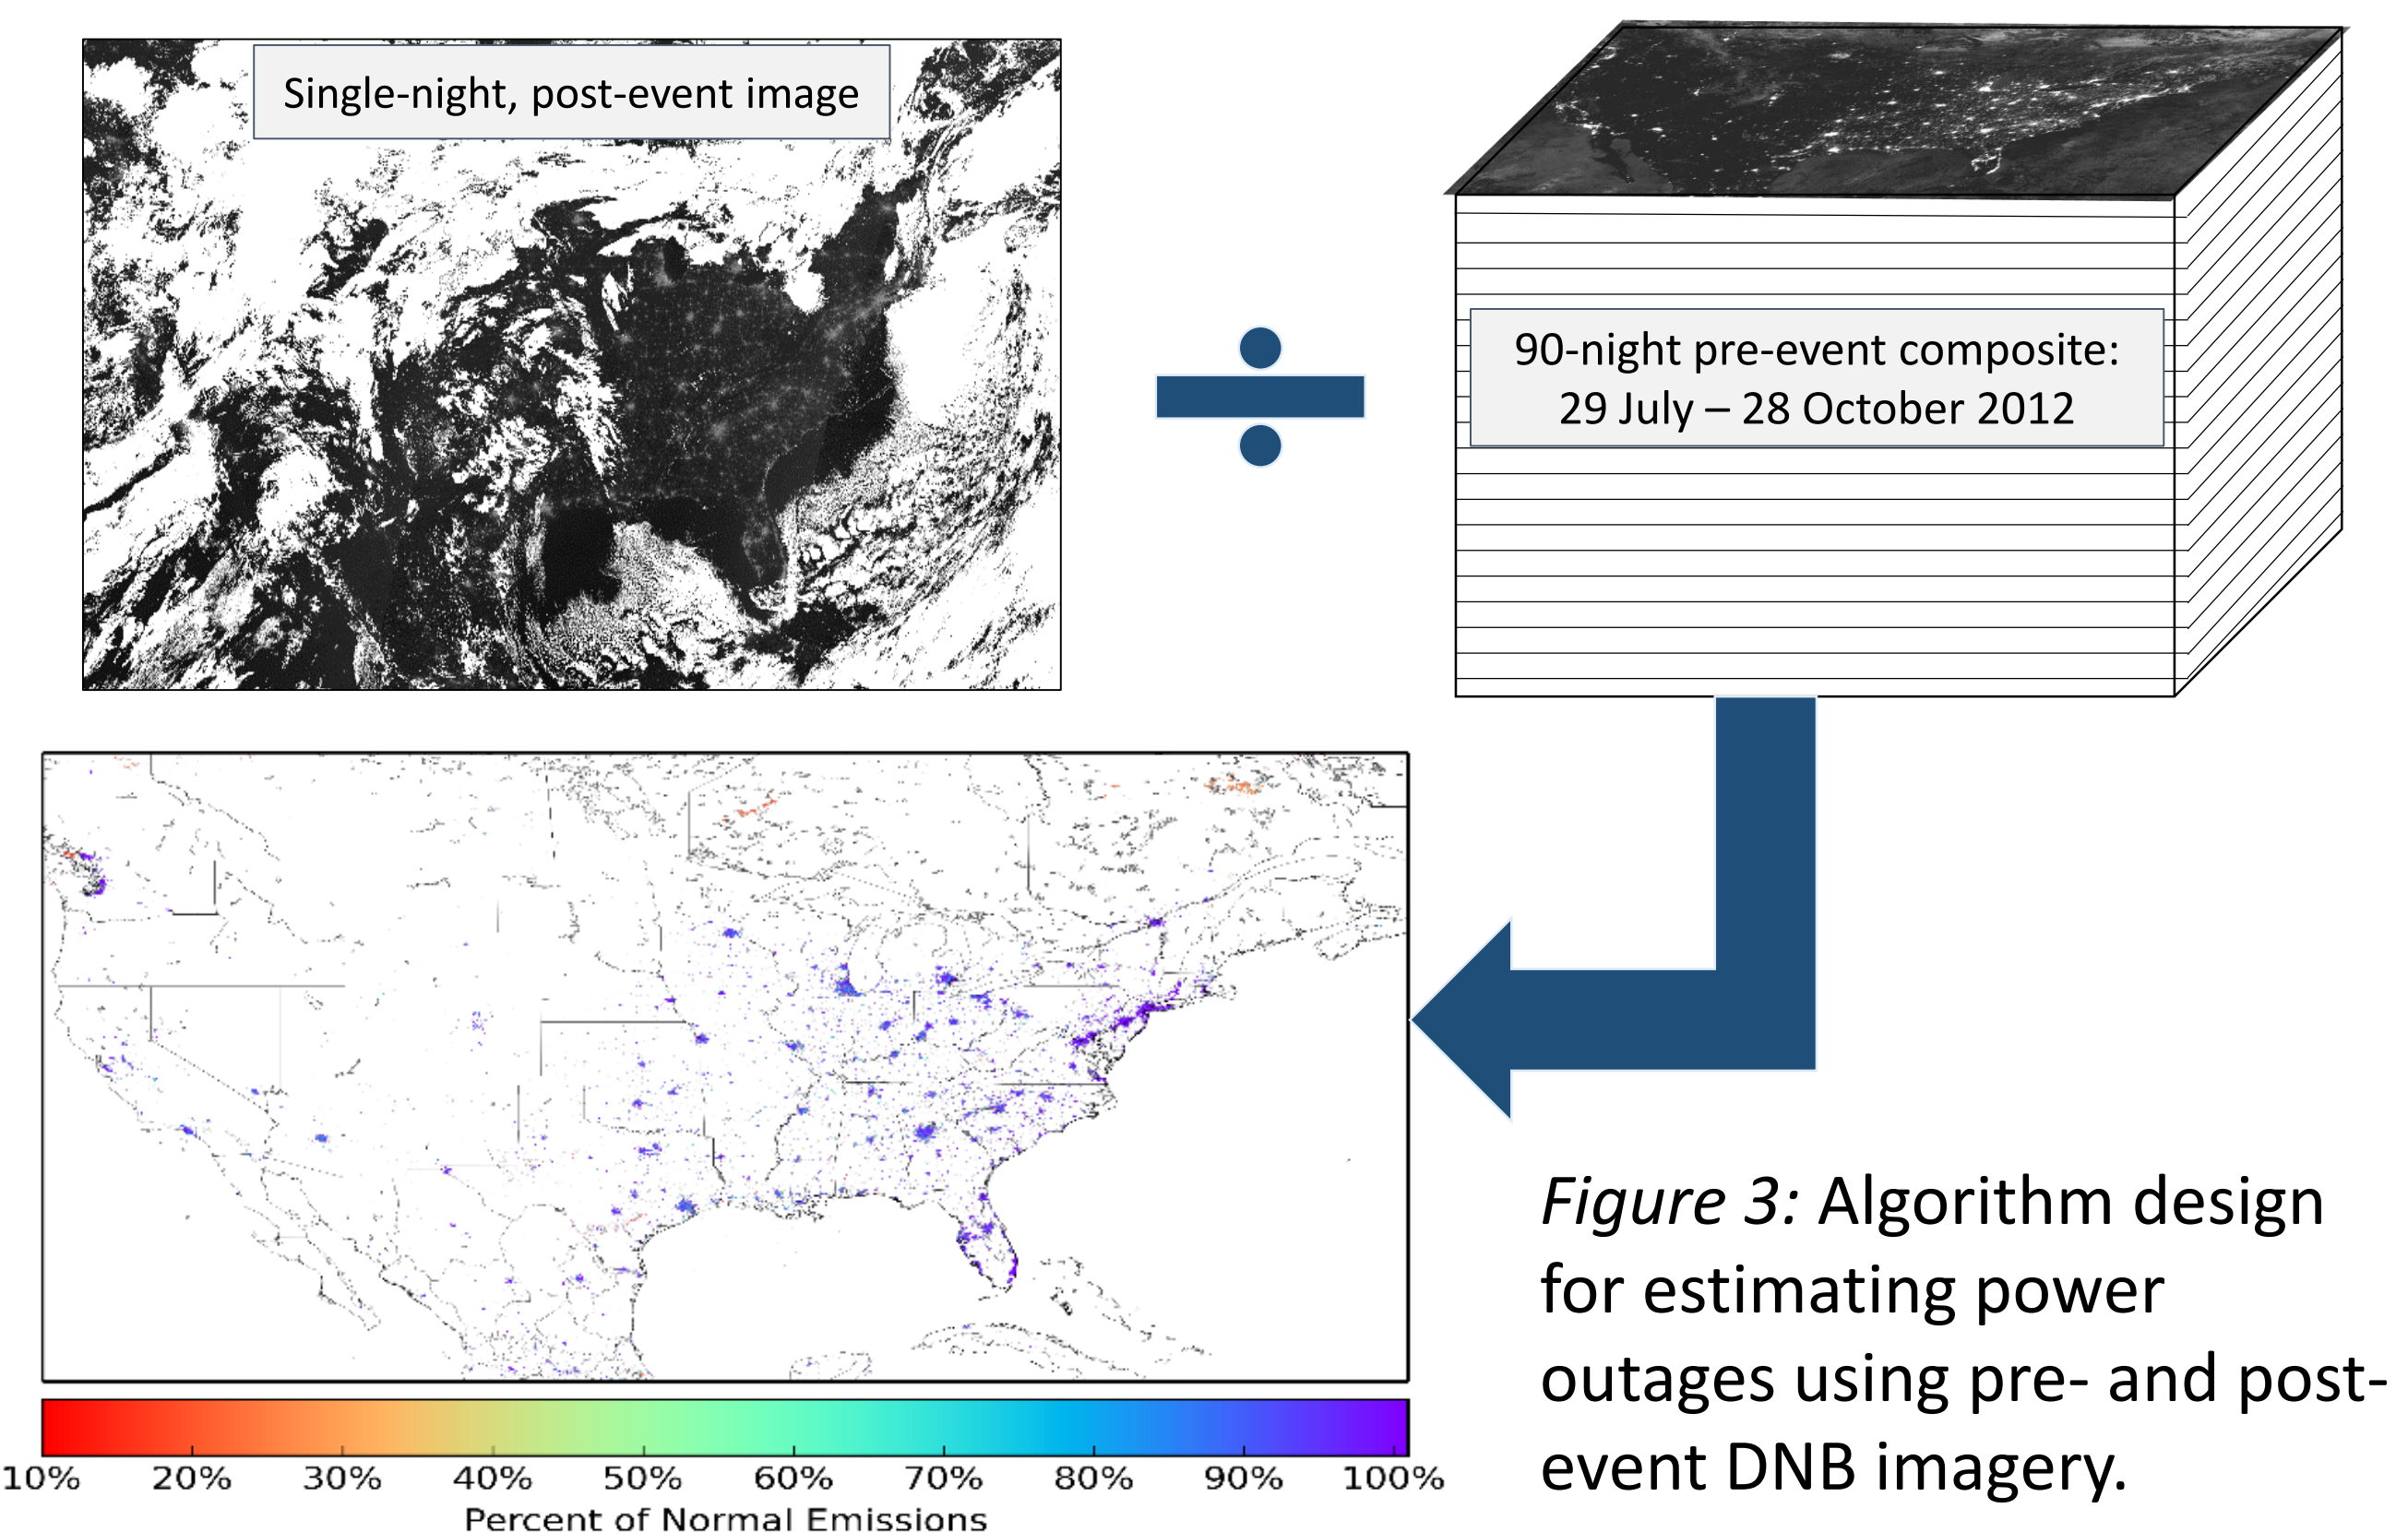 Single-night, post-event image
90-night pre-event composite:
29 July – 28 October 2012
10% 20% 30% 40% 50% 60% 70% 80% 90% 100%
Percent of Normal Emissions
Figure 3: Algorithm design
for estimating power
outages using pre- and post-
event DNB imagery.